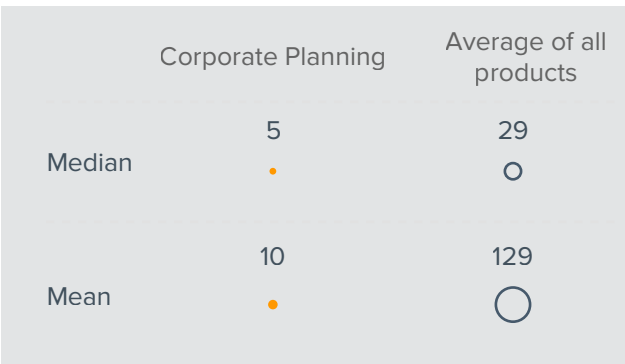 Corporate Planning
Average of all
products
5
29
Median
10
129
Mean